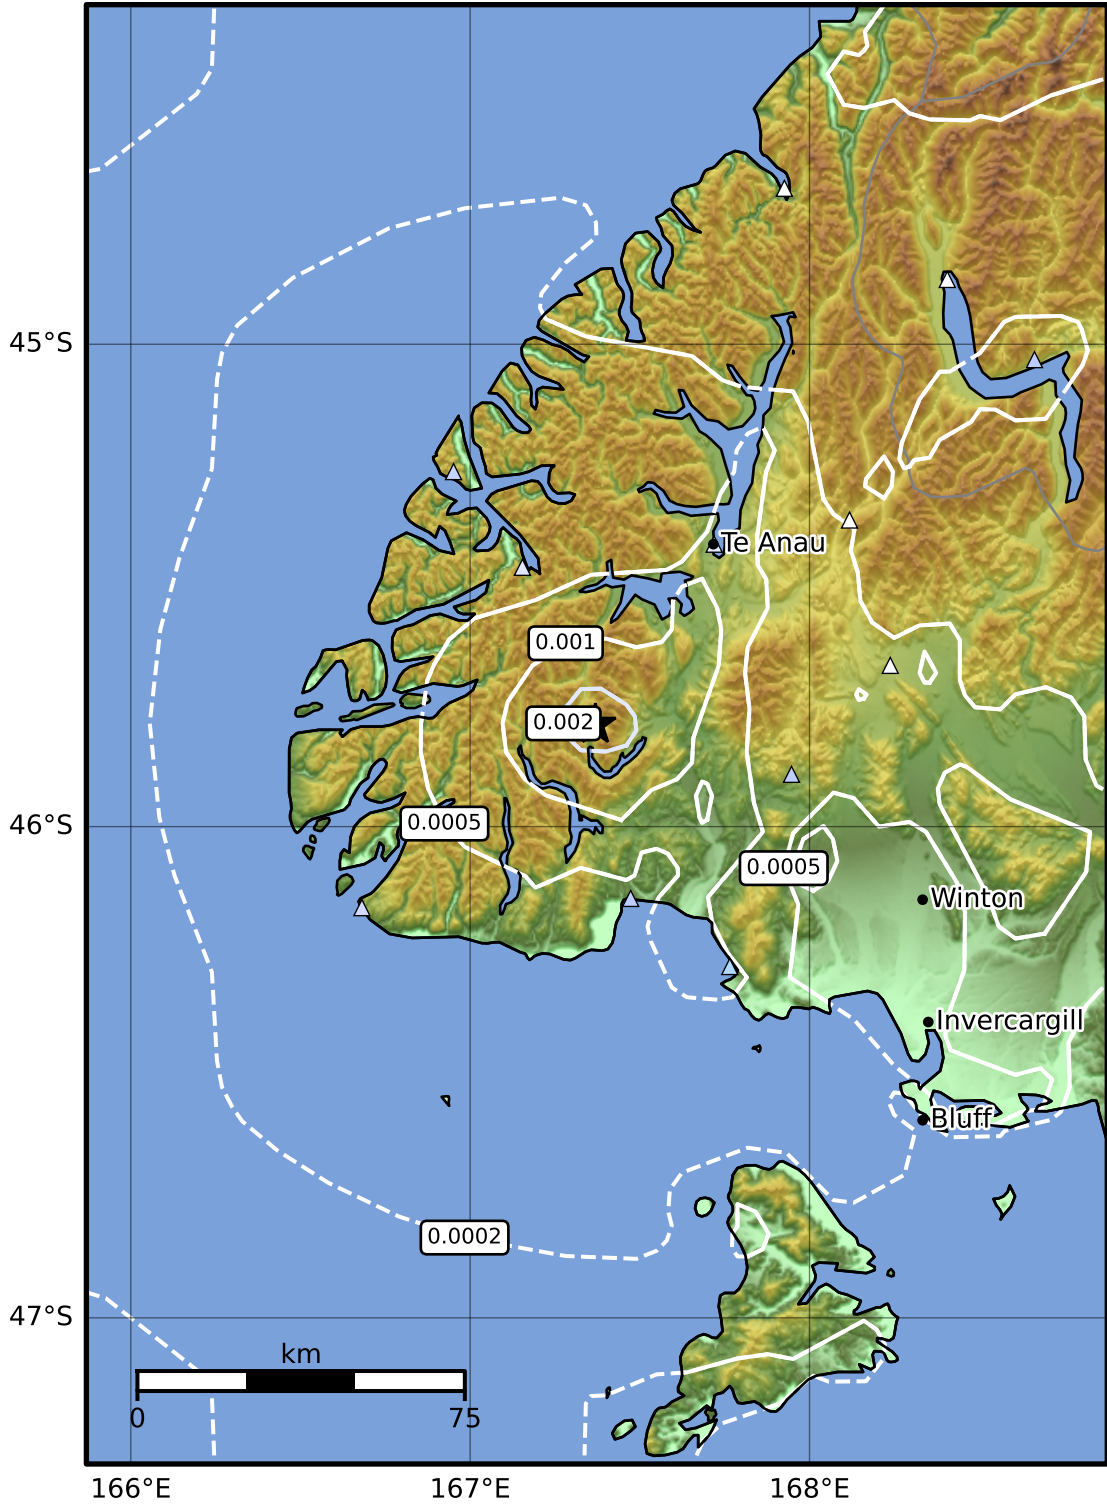 45°S
Te Anau
0.001
0.002
0.0005
46°S
0.0005
Winton
Invercargill
Bluff
0.0002
47°S
km
0 75
166°E 167°E 168°E